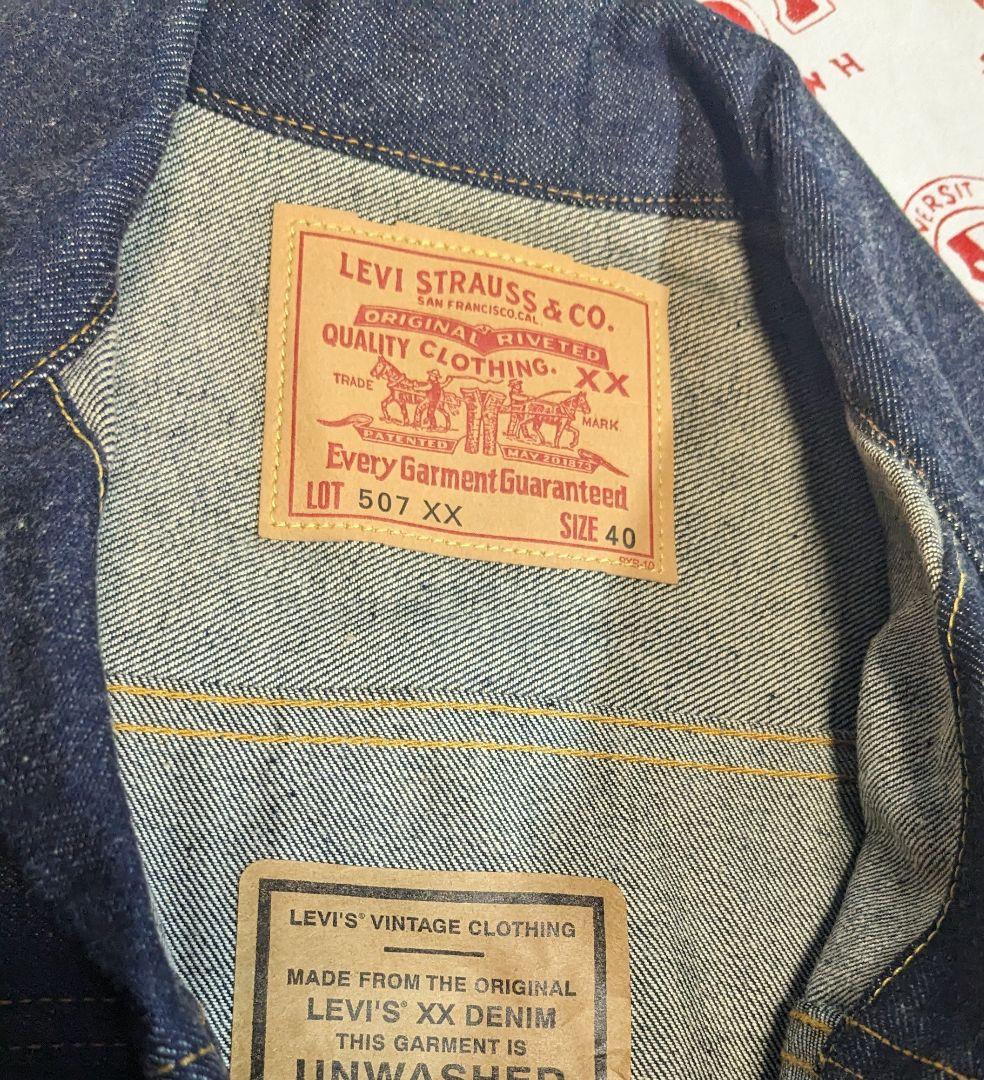 LEVI STRAUSS & CO.
SAN FRANCISCO, CAL.
ORIGINAL RIVETED
QUALITY CLOTHING. XX
TRADE MARK
PATENTED MAY 20 1873
Every Garment Guaranteed
LOT 507 XX SIZE 40
LEVI'S® VINTAGE CLOTHING
MADE FROM THE ORIGINAL
LEVI'S® XX DENIM
THIS GARMENT IS
UNWASHED